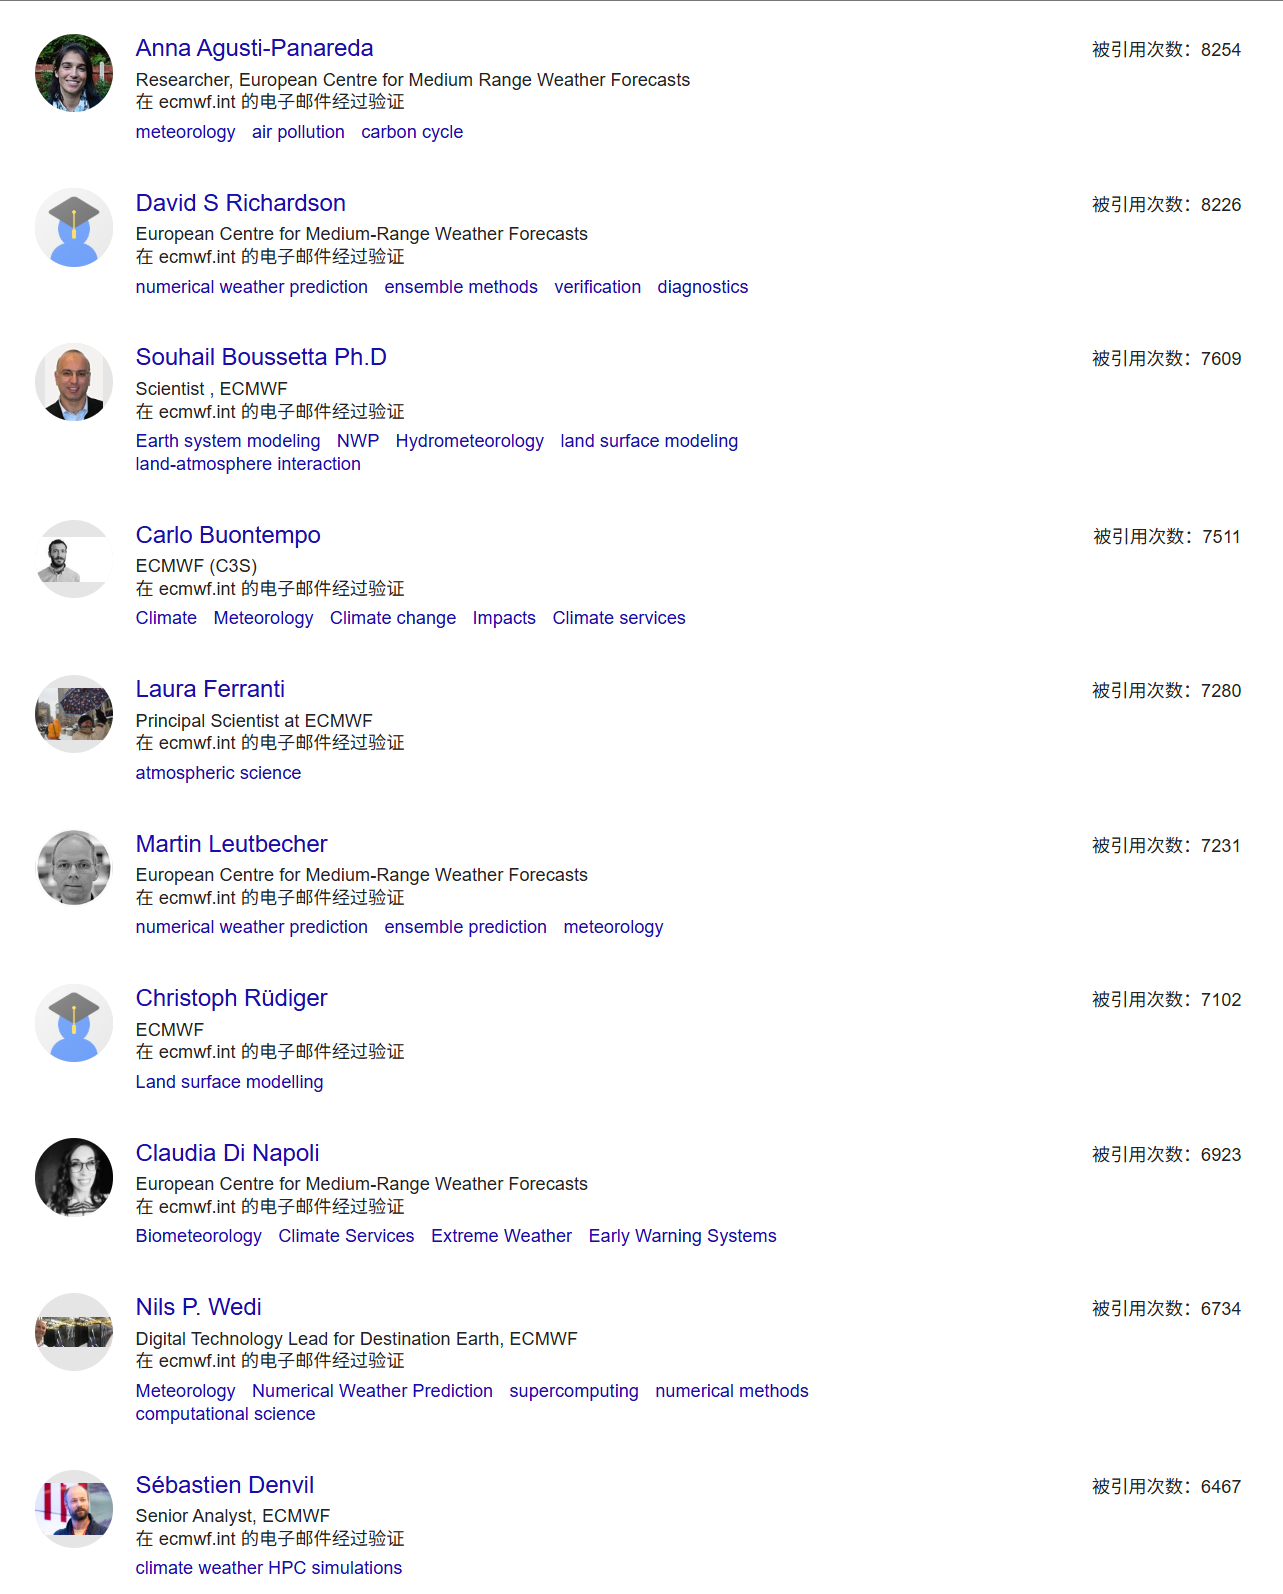 Anna Agusti-Panareda
被引用次数：8254
Researcher, European Centre for Medium Range Weather Forecasts
在 ecmwf.int 的电子邮件经过验证
meteorology air pollution carbon cycle
David S Richardson
被引用次数：8226
European Centre for Medium-Range Weather Forecasts
在 ecmwf.int 的电子邮件经过验证
numerical weather prediction ensemble methods verification diagnostics
Souhail Boussetta Ph.D
被引用次数：7609
Scientist , ECMWF
在 ecmwf.int 的电子邮件经过验证
Earth system modeling NWP Hydrometeorology land surface modeling
land-atmosphere interaction
Carlo Buontempo
被引用次数：7511
ECMWF (C3S)
在 ecmwf.int 的电子邮件经过验证
Climate Meteorology Climate change Impacts Climate services
Laura Ferranti
被引用次数：7280
Principal Scientist at ECMWF
在 ecmwf.int 的电子邮件经过验证
atmospheric science
Martin Leutbecher
被引用次数：7231
European Centre for Medium-Range Weather Forecasts
在 ecmwf.int 的电子邮件经过验证
numerical weather prediction ensemble prediction meteorology
Christoph Rüdiger
被引用次数：7102
ECMWF
在 ecmwf.int 的电子邮件经过验证
Land surface modelling
Claudia Di Napoli
被引用次数：6923
European Centre for Medium-Range Weather Forecasts
在 ecmwf.int 的电子邮件经过验证
Biometeorology Climate Services Extreme Weather Early Warning Systems
Nils P. Wedi
被引用次数：6734
Digital Technology Lead for Destination Earth, ECMWF
在 ecmwf.int 的电子邮件经过验证
Meteorology Numerical Weather Prediction supercomputing numerical methods
computational science
Sébastien Denvil
被引用次数：6467
Senior Analyst, ECMWF
在 ecmwf.int 的电子邮件经过验证
climate weather HPC simulations